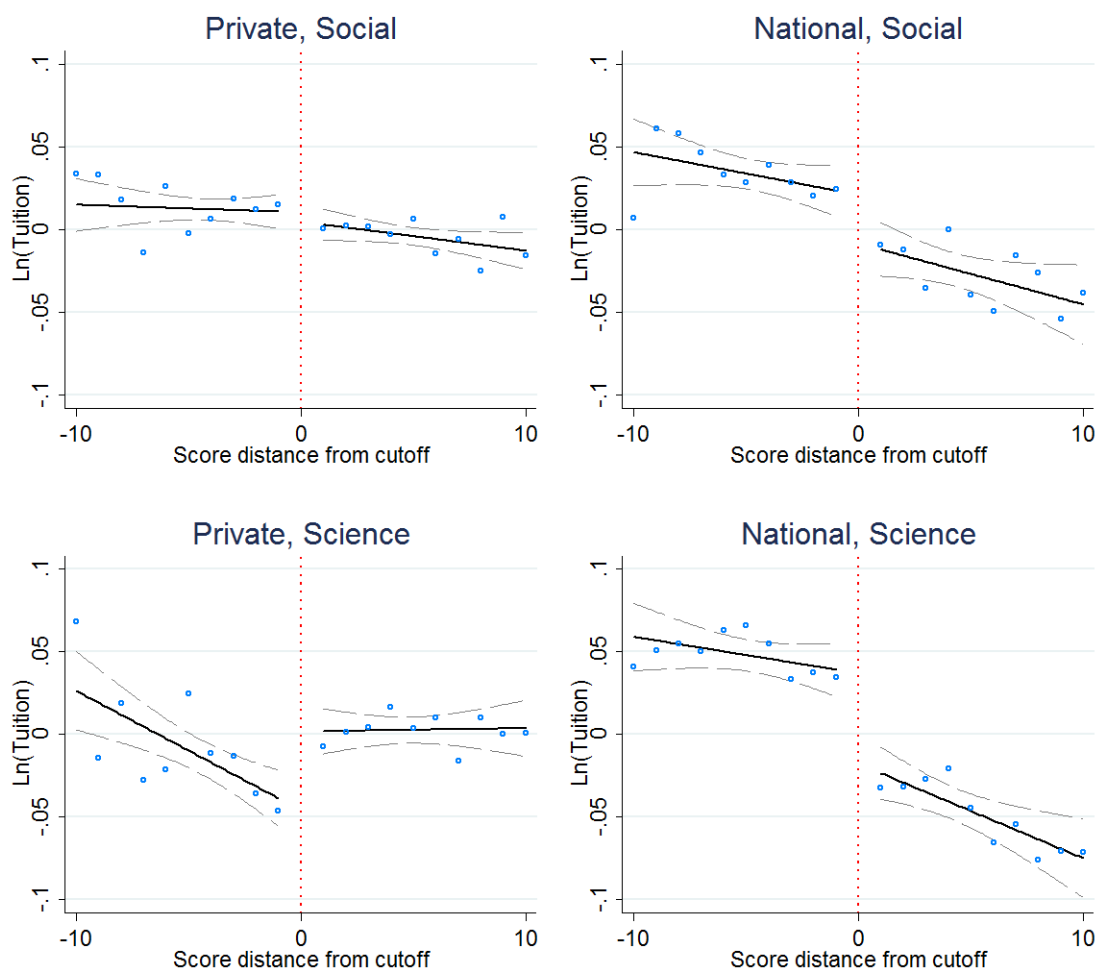 Private, Social
Ln(Tuition)
.1
.05
0
-.05
-.1
-10
0
10
Score distance from cutoff
National, Social
Ln(Tuition)
.1
.05
0
-.05
-.1
-10
0
10
Score distance from cutoff
Private, Science
Ln(Tuition)
.1
.05
0
-.05
-.1
-10
0
10
Score distance from cutoff
National, Science
Ln(Tuition)
.1
.05
0
-.05
-.1
-10
0
10
Score distance from cutoff